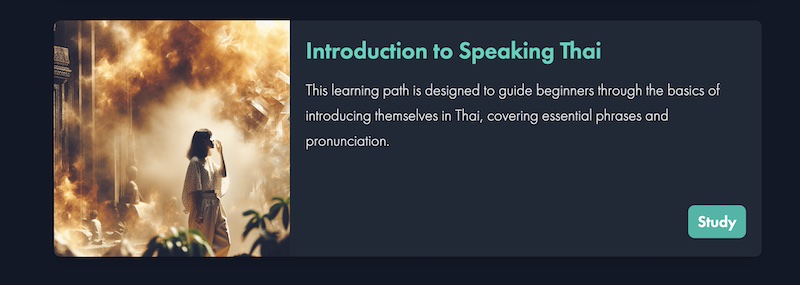 Introduction to Speaking Thai
This learning path is designed to guide beginners through the basics of
introducing themselves in Thai, covering essential phrases and
pronunciation.
Study